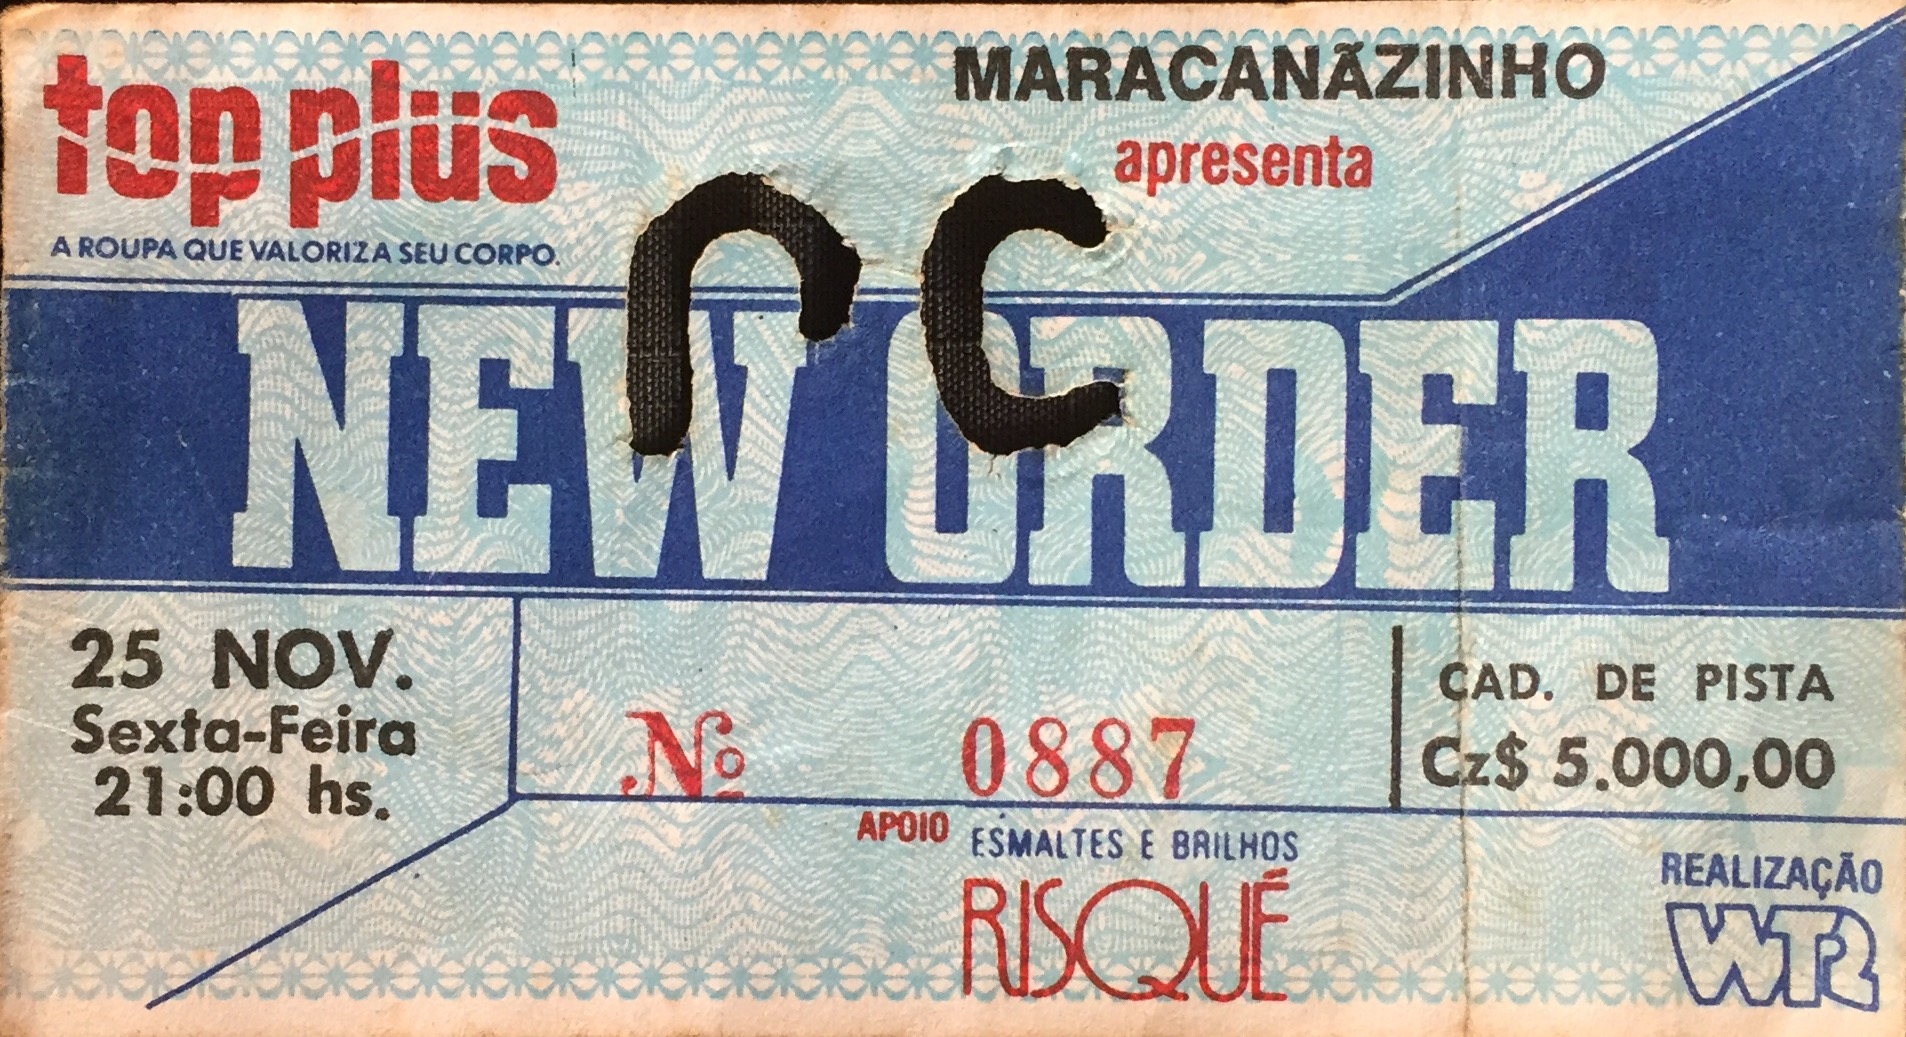 top plus
A ROUPA QUE VALORIZA SEU CORPO.
MARACANÃZINHO
apresenta
NEW ORDER
25 NOV.
Sexta-Feira
21:00 hs.
Nº 0887
CAD. DE PISTA
Cz$ 5.000,00
APOIO ESMALTES E BRILHOS
RISQUÉ
REALIZAÇÃO
WTR